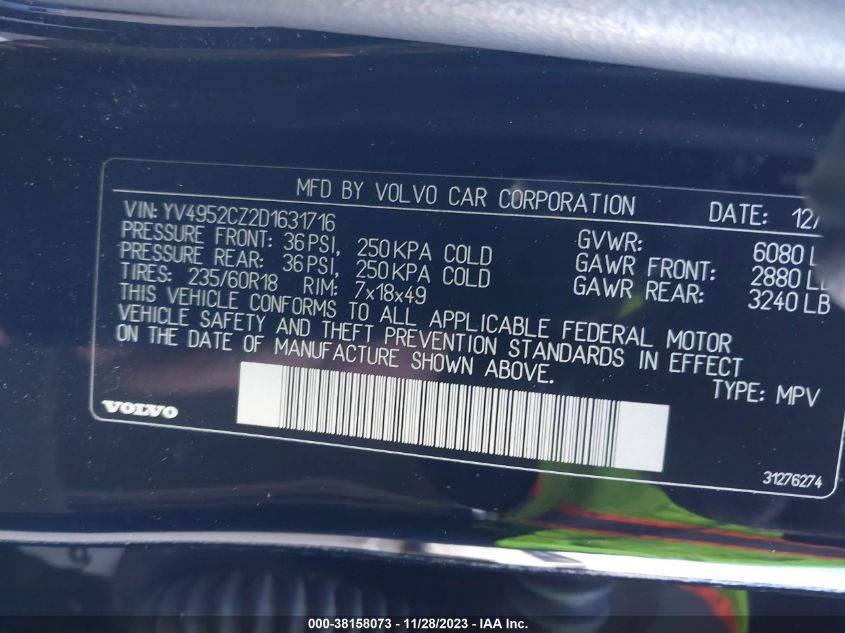 MFD BY VOLVO CAR CORPORATION DATE: 12/
VIN: YV4952CZ2D1631716 GVWR: 6080 L
PRESSURE FRONT: 36 PSI, 250 KPA COLD GAWR FRONT: 2880 LB
PRESSURE REAR: 36 PSI, 250 KPA COLD GAWR REAR: 3240 LB
TIRES: 235/60R18 RIM: 7x18x49
THIS VEHICLE CONFORMS TO ALL APPLICABLE FEDERAL MOTOR
VEHICLE SAFETY AND THEFT PREVENTION STANDARDS IN EFFECT
ON THE DATE OF MANUFACTURE SHOWN ABOVE.
TYPE: MPV
VOLVO
31276274
000-38158073 — 11/28/2023 — IAA Inc.